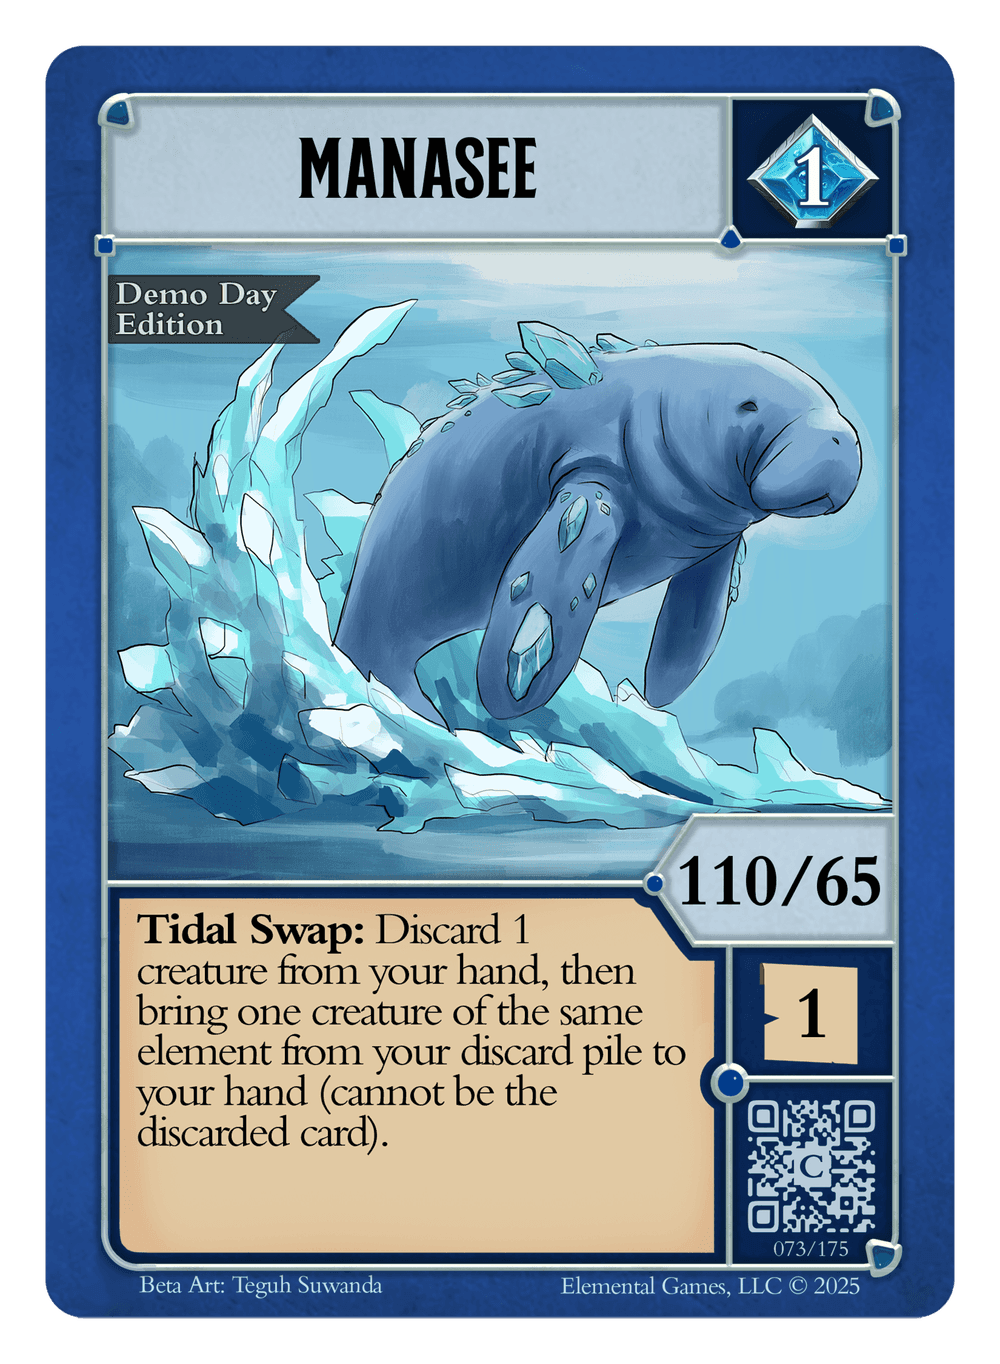 MANASEE
1
Demo Day
Edition
110/65
Tidal Swap: Discard 1
creature from your hand, then
bring one creature of the same
element from your discard pile to
your hand (cannot be the
discarded card).
1
C
073/175
Beta Art: Teguh Suwanda
Elemental Games, LLC © 2025